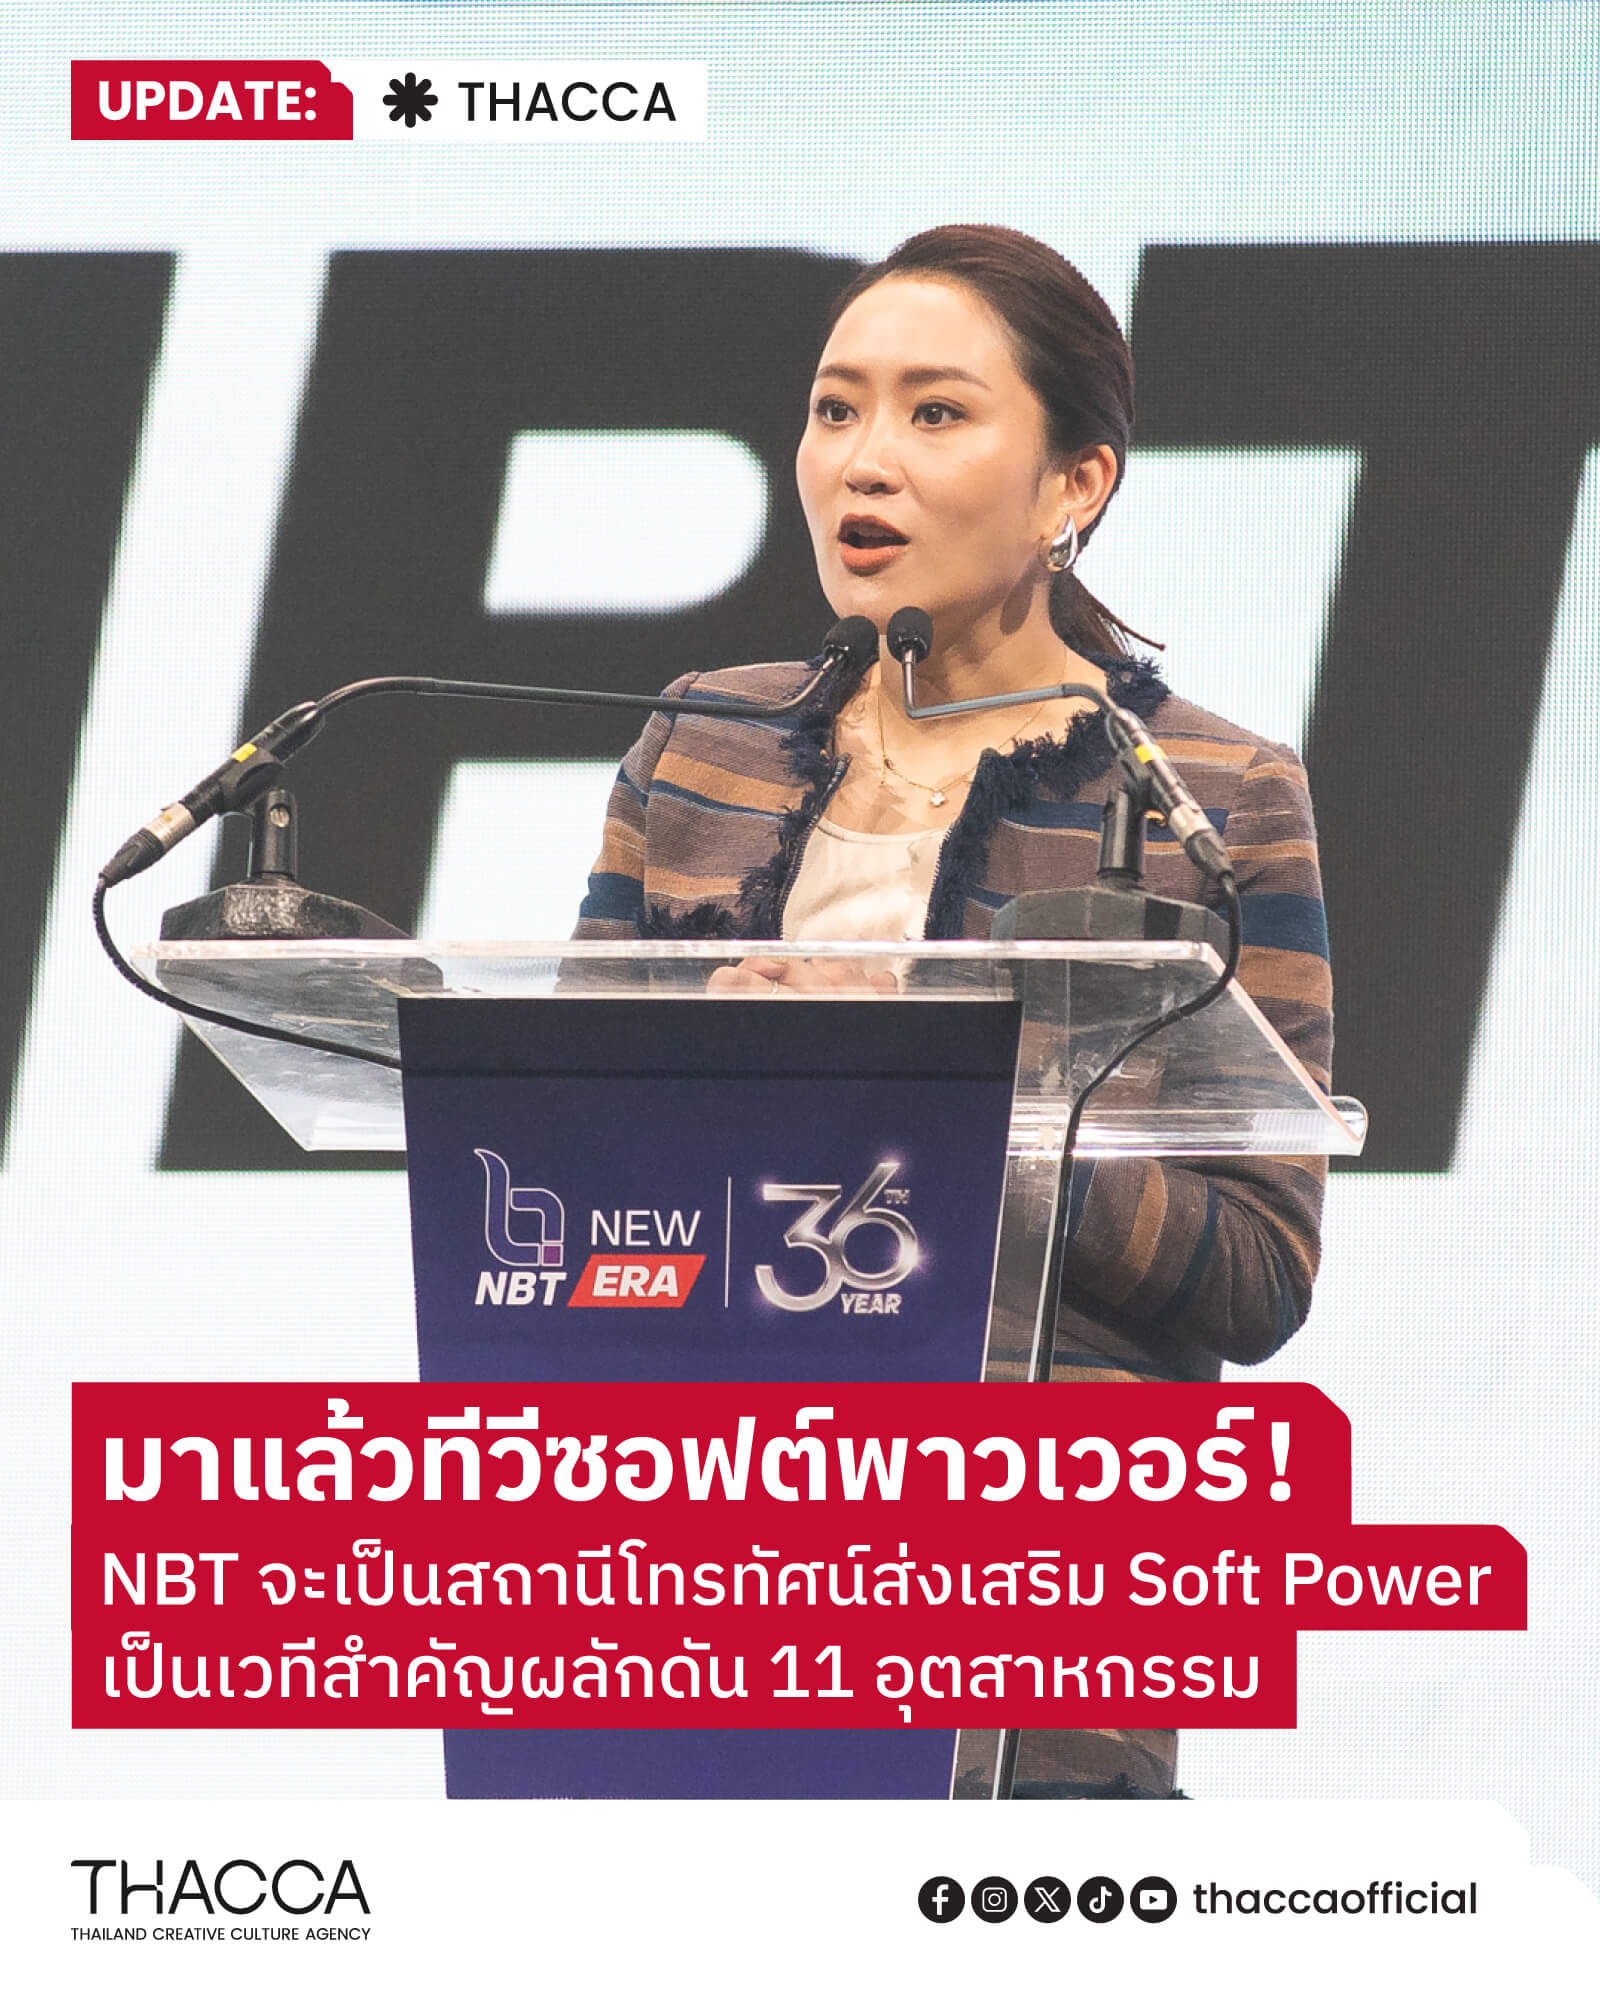 UPDATE: THACCA
NBT NEW ERA
36TH YEAR
มาแล้วทีวีซอฟต์พาวเวอร์!
NBT จะเป็นสถานีโทรทัศน์ส่งเสริม Soft Power
เป็นเวทีสำคัญผลักดัน 11 อุตสาหกรรม
THACCA
THAILAND CREATIVE CULTURE AGENCY
thaccaofficial